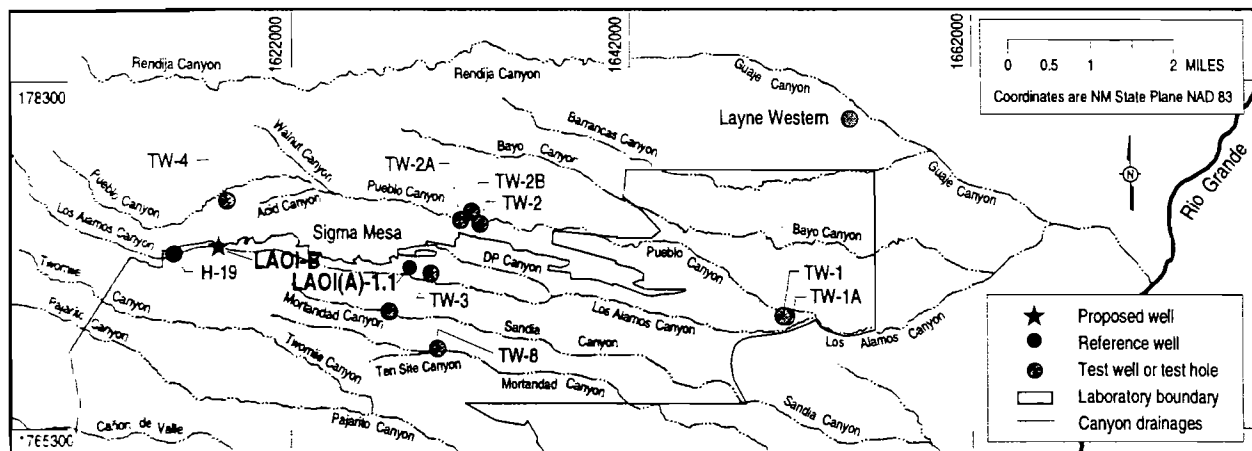 1622000
1642000
1662000
0 0.5 1 2 MILES
Coordinates are NM State Plane NAD 83
Rendija Canyon
Rendija Canyon
Guaje Canyon
178300
Layne Western
Walnut Canyon
Barrancas Canyon
TW-4
TW-2A
Bayo Canyon
N
TW-2B
Pueblo Canyon
TW-2
Guaje Canyon
Pueblo Canyon
Acid Canyon
Rio Grande
Los Alamos Canyon
Sigma Mesa
Bayo Canyon
Pueblo Canyon
DP Canyon
H-19
LAOI-B
LAOI(A)-1.1
TW-1
TW-1A
Twomile Canyon
TW-3
Los Alamos Canyon
Pajarito Canyon
Mortandad Canyon
Sandia Canyon
Los Alamos Canyon
Twomile Canyon
TW-8
Ten Site Canyon
Mortandad Canyon
Sandia Canyon
Pajarito Canyon
Cañon de Valle
1765300
Proposed well
Reference well
Test well or test hole
Laboratory boundary
Canyon drainages